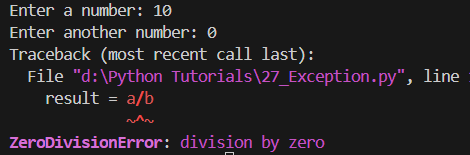 Enter a number: 10
Enter another number: 0
Traceback (most recent call last):
  File "d:\Python Tutorials\27_Exception.py", line
    result = a/b
             ~^~
ZeroDivisionError: division by zero